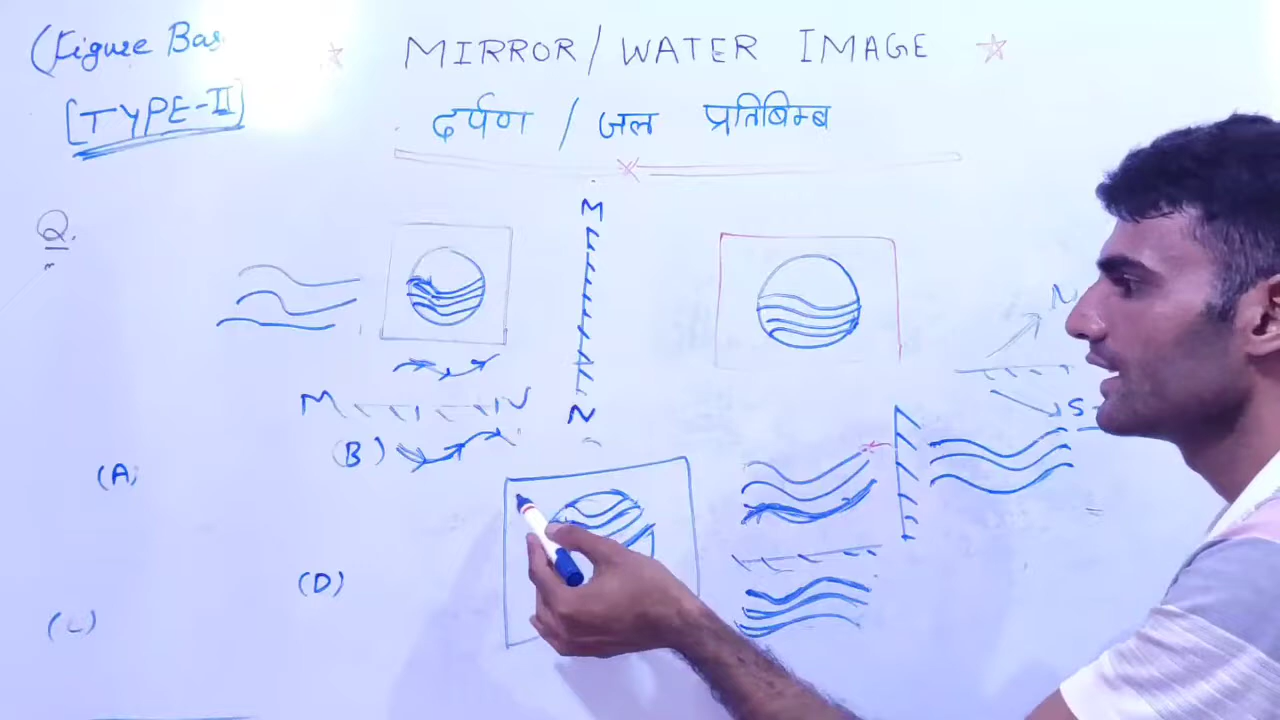 (Figure Bas
MIRROR/WATER IMAGE
[TYPE-II]
दर्पण / जल प्रतिबिम्ब
Q.
M
N
N
M N
S
(B)
(A)
(D)
(C)